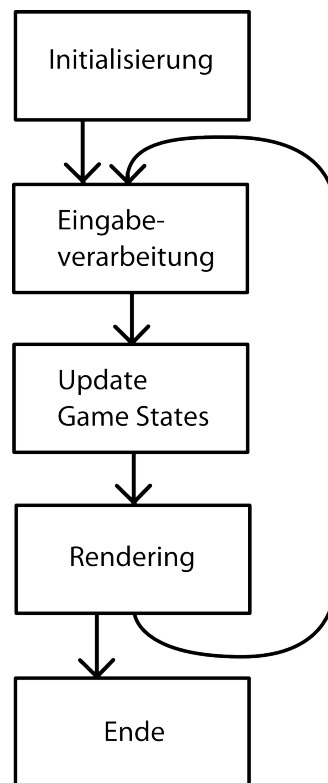 Initialisierung
Eingabe-
verarbeitung
Update
Game States
Rendering
Ende